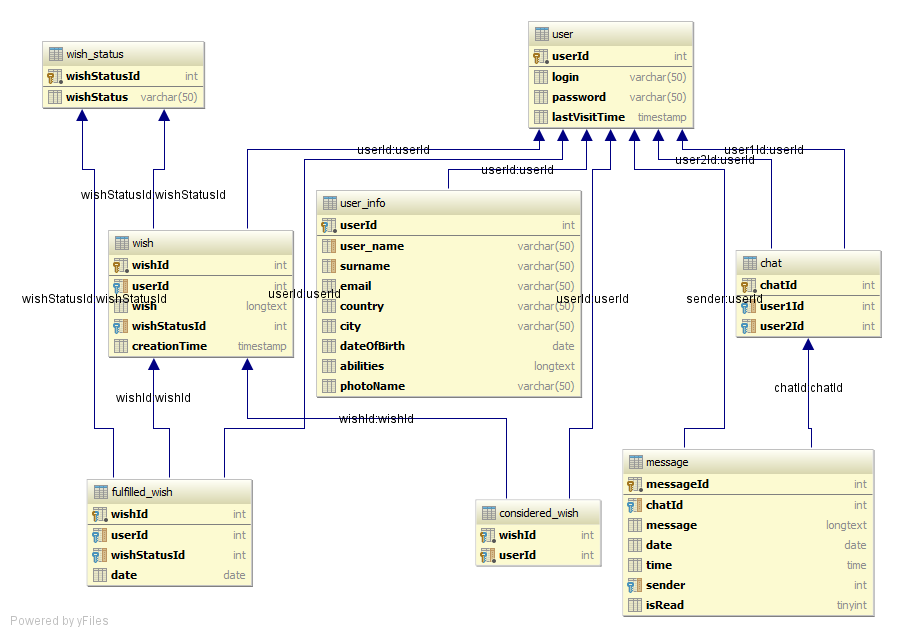 user
userId int
login varchar(50)
password varchar(50)
lastVisitTime timestamp
wish_status
wishStatusId int
wishStatus varchar(50)
userId:userId
userId:userId
user1Id:userId
user2Id:userId
wishStatusId:wishStatusId
user_info
userId int
user_name varchar(50)
surname varchar(50)
email varchar(50)
country varchar(50)
city varchar(50)
dateOfBirth date
abilities longtext
photoName varchar(50)
wish
wishId int
userId int
wish longtext
wishStatusId int
creationTime timestamp
chat
chatId int
user1Id int
user2Id int
wishStatusId:wishStatusId
userId:userId
userId:userId
sender:userId
chatId:chatId
wishId:wishId
wishId:wishId
message
messageId int
chatId int
message longtext
date date
time time
sender int
isRead tinyint
fulfilled_wish
wishId int
userId int
wishStatusId int
date date
considered_wish
wishId int
userId int
Powered by yFiles